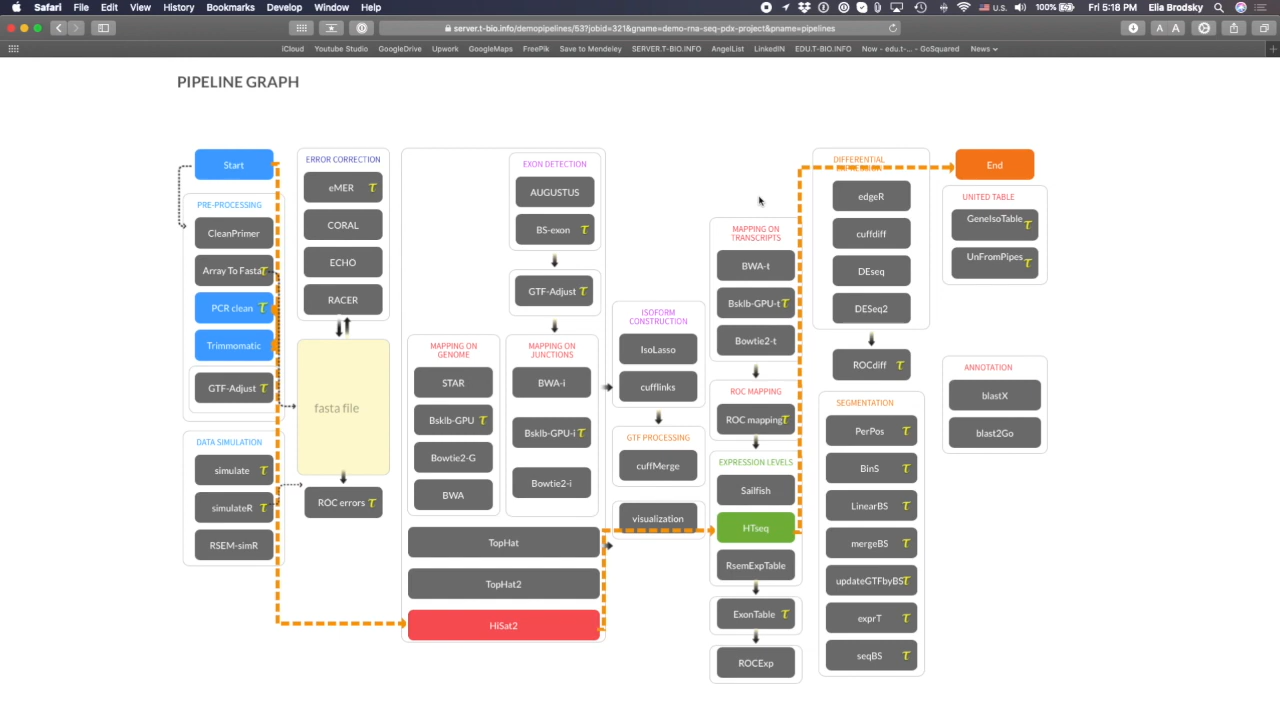 Safari File Edit View History Bookmarks Develop Window Help
U.S. Fri 5:18 PM Ella Brodsky
server.t-bio.info/demopipelines/53?jobid=321&gname=demo-rna-seq-pdx-project&pname=pipelines
A A
iCloud Youtube Studio GoogleDrive Upwork GoogleMaps FreePik Save to Mendeley SERVER.T-BIO.INFO AngelList LinkedIN EDU.T-BIO.INFO Now - edu.t-... - GoSquared News
PIPELINE GRAPH
Start
PRE-PROCESSING
CleanPrimer
Array To Fasta τ
PCR clean τ
Trimmomatic
GTF-Adjust τ
DATA SIMULATION
simulate τ
simulateR τ
RSEM-simR
ERROR CORRECTION
eMER τ
CORAL
ECHO
RACER
fasta file
ROC errors τ
EXON DETECTION
AUGUSTUS
BS-exon τ
GTF-Adjust τ
MAPPING ON
GENOME
STAR
Bsklb-GPU τ
Bowtie2-G
BWA
MAPPING ON
JUNCTIONS
BWA-i
Bsklb-GPU-i τ
Bowtie2-i
TopHat
TopHat2
HiSat2
ISOFORM
CONSTRUCTION
IsoLasso
cufflinks
GTF PROCESSING
cuffMerge
visualization
MAPPING ON
TRANSCRIPTS
BWA-t
Bsklb-GPU-t τ
Bowtie2-t
ROC MAPPING
ROC mapping τ
EXPRESSION LEVELS
Sailfish
HTseq
RsemExpTable
ExonTable τ
ROCExp
DIFFERENTIAL
edgeR
cuffdiff
DEseq
DESeq2
ROCdiff τ
SEGMENTATION
PerPos τ
BinS τ
LinearBS τ
mergeBS τ
updateGTFbyBS τ
exprT τ
seqBS τ
End
UNITED TABLE
GeneIsoTable τ
UnFromPipes τ
ANNOTATION
blastX
blast2Go